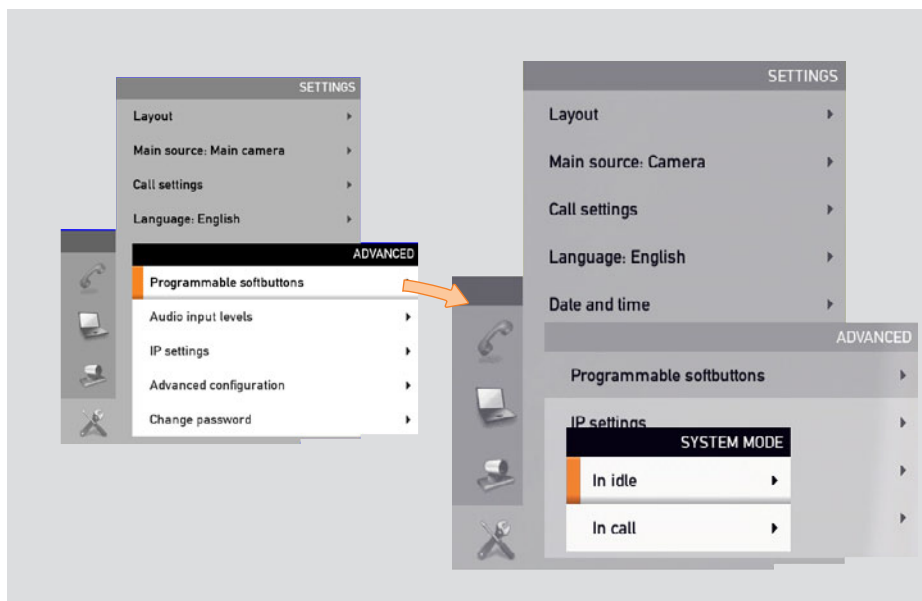 SETTINGS
Layout
Main source: Main camera
Call settings
Language: English
ADVANCED
Programmable softbuttons
Audio input levels
IP settings
Advanced configuration
Change password
SETTINGS
Layout
Main source: Camera
Call settings
Language: English
Date and time
ADVANCED
Programmable softbuttons
IP settings
SYSTEM MODE
In idle
In call